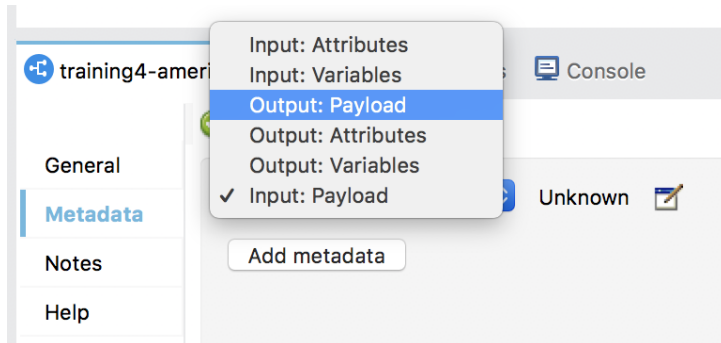 Input: Attributes
training4-ameri
Input: Variables
Console
Output: Payload
Output: Attributes
General
Output: Variables
✓ Input: Payload
Unknown
Metadata
Add metadata
Notes
Help